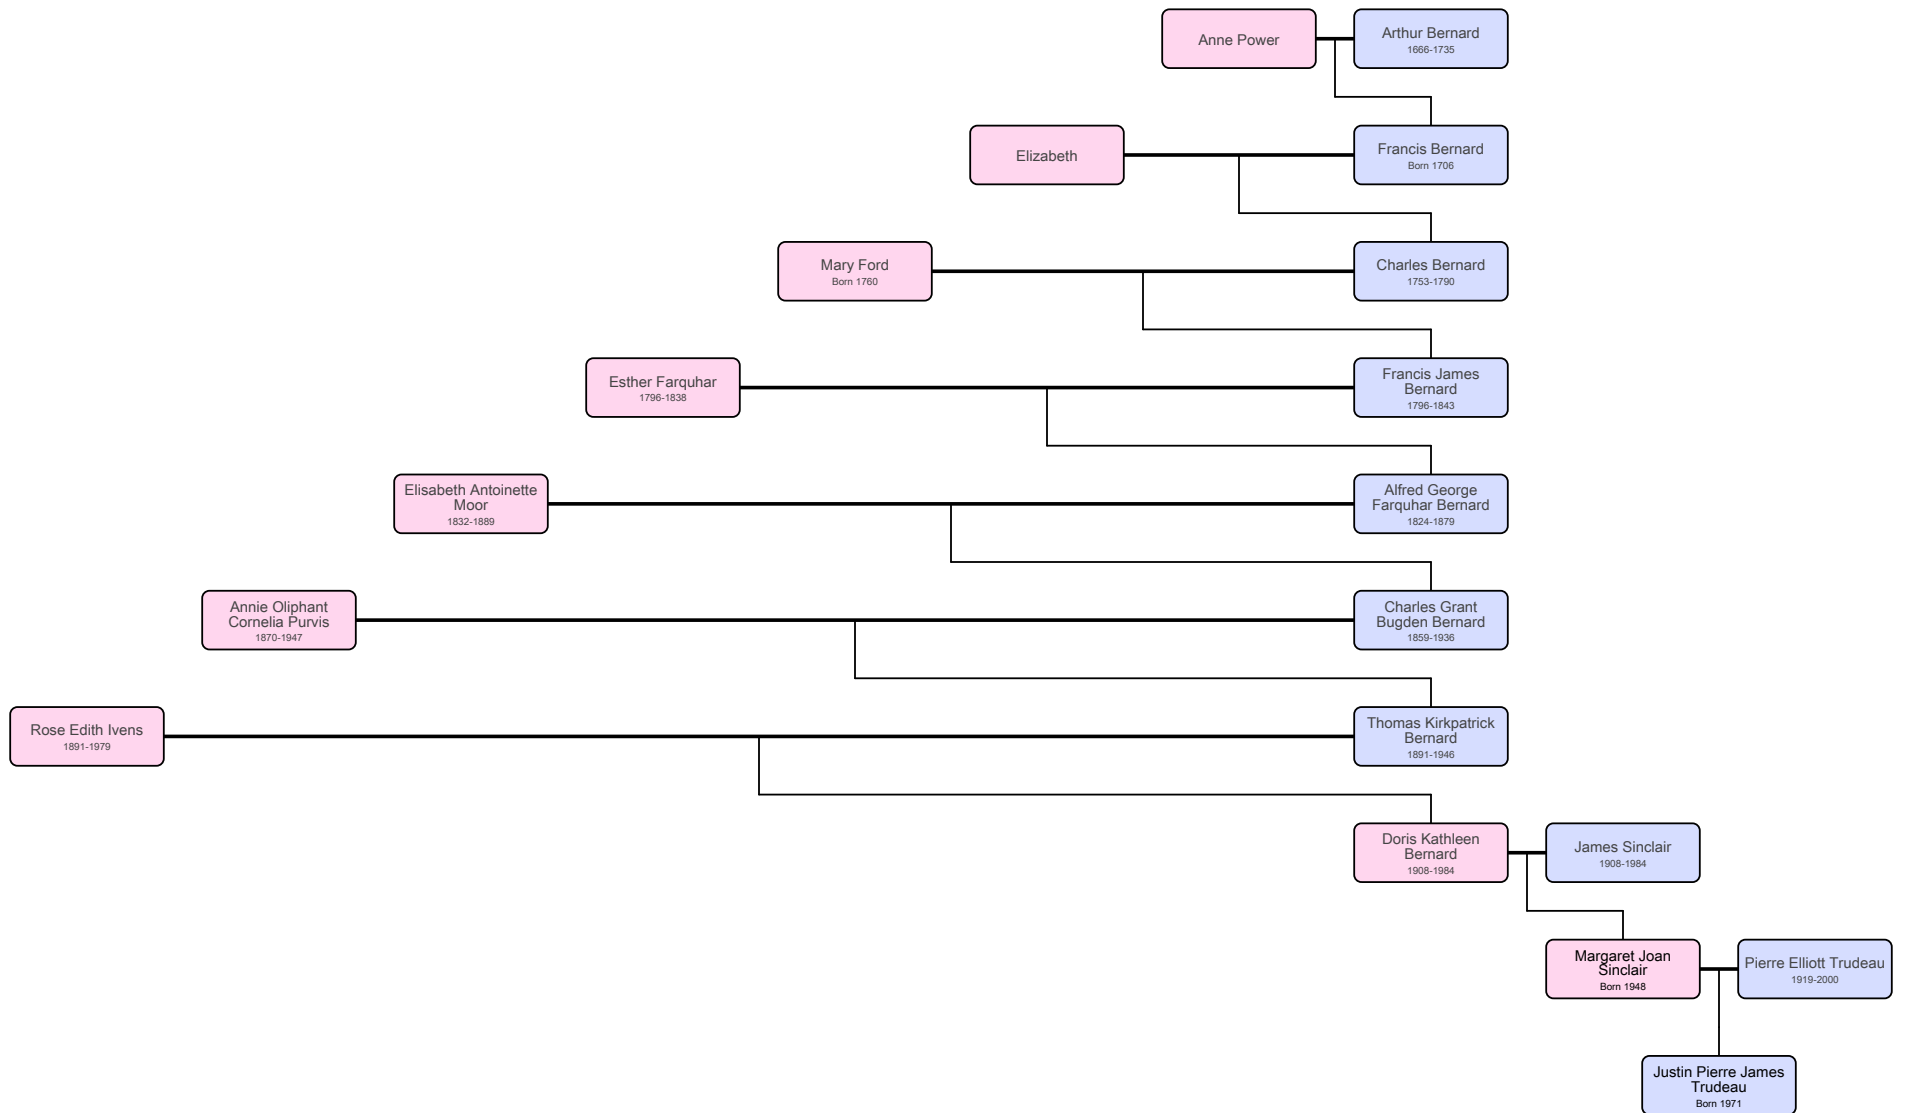 Anne Power
Arthur Bernard
1666-1735
Elizabeth
Francis Bernard
Born 1706
Mary Ford
Born 1760
Charles Bernard
1753-1790
Esther Farquhar
1796-1838
Francis James
Bernard
1796-1843
Elisabeth Antoinette
Moor
1832-1889
Alfred George
Farquhar Bernard
1824-1879
Annie Oliphant
Cornelia Purvis
1870-1947
Charles Grant
Bugden Bernard
1859-1936
Rose Edith Ivens
1891-1979
Thomas Kirkpatrick
Bernard
1891-1946
Doris Kathleen
Bernard
1908-1984
James Sinclair
1908-1984
Margaret Joan
Sinclair
Born 1948
Pierre Elliott Trudeau
1919-2000
Justin Pierre James
Trudeau
Born 1971